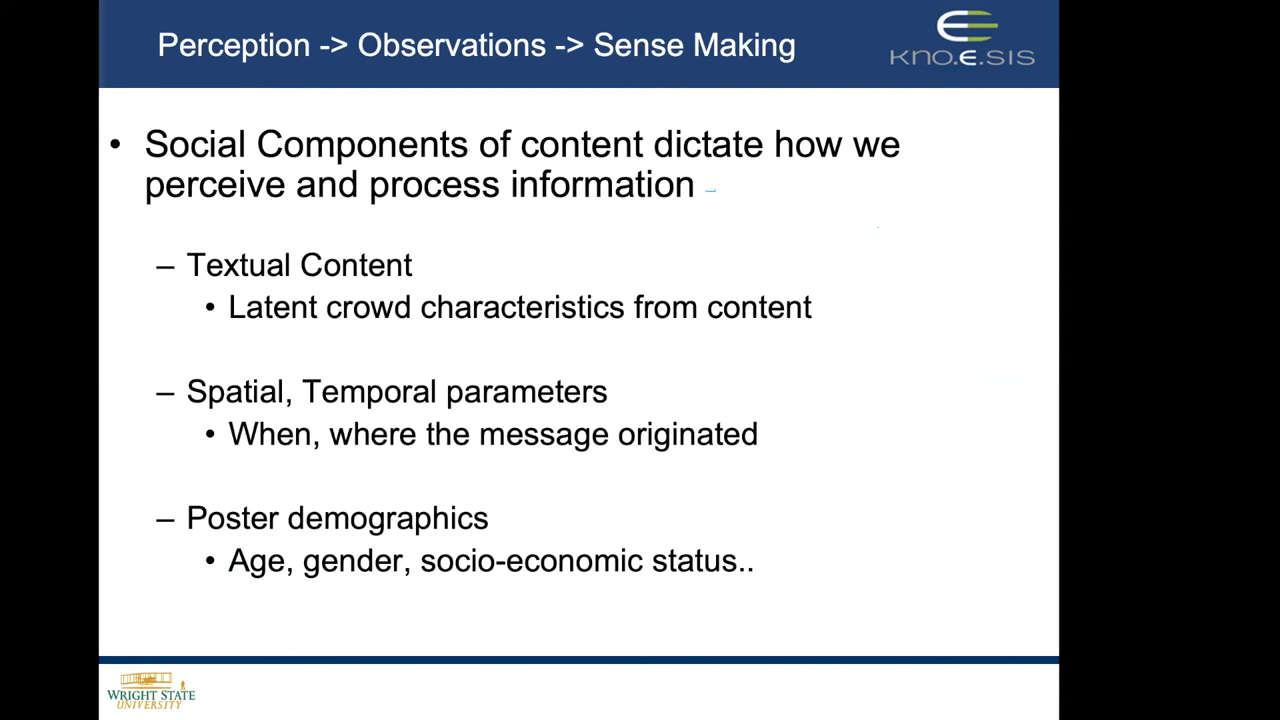 Perception -> Observations -> Sense Making
kno.e.sis
• Social Components of content dictate how we
perceive and process information
– Textual Content
• Latent crowd characteristics from content
– Spatial, Temporal parameters
• When, where the message originated
– Poster demographics
• Age, gender, socio-economic status..
WRIGHT STATE
UNIVERSITY